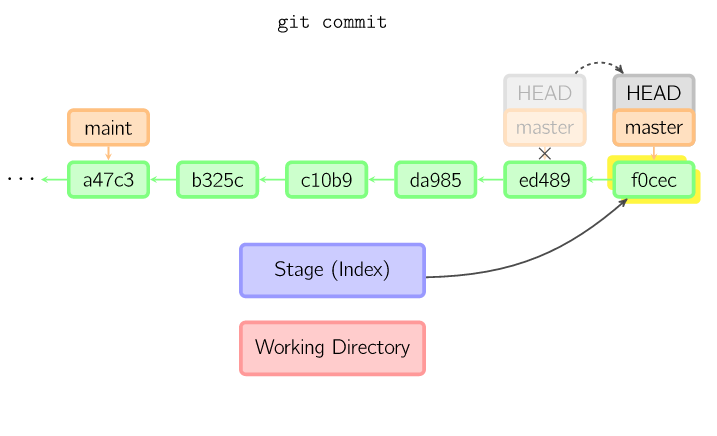 git commit
HEAD HEAD
maint master master
... a47c3 b325c c10b9 da985 ed489 f0cec
Stage (Index)
Working Directory